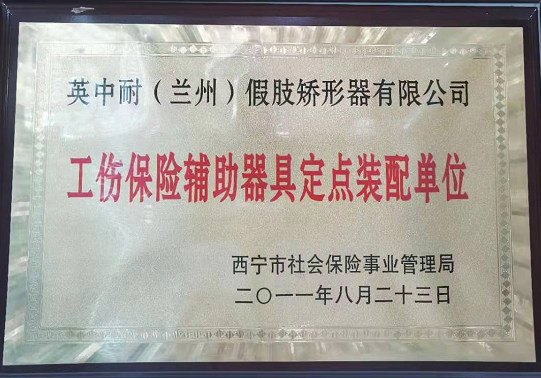 英中耐（兰州）假肢矫形器有限公司
工伤保险辅助器具定点装配单位
西宁市社会保险事业管理局
二〇一一年八月二十三日